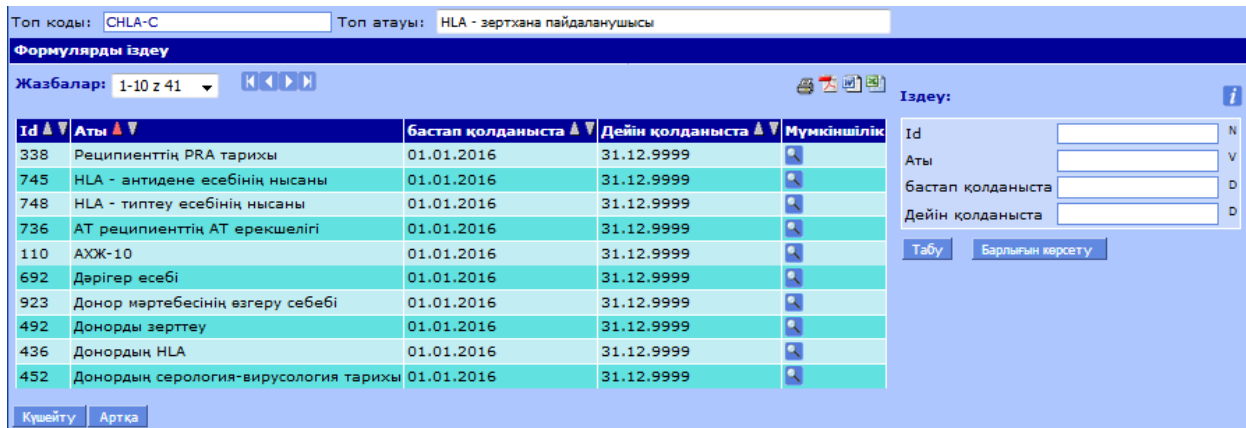 Топ коды: CHLA-C Топ атауы: HLA - зертхана пайдаланушысы
Формулярды іздеу
Жазбалар: 1-10 z 41
Іздеу:
Id Аты бастап қолданыста Дейін қолданыста Мүмкіншілік
338 Реципиенттің PRA тарихы 01.01.2016 31.12.9999
745 HLA - антидене есебінің нысаны 01.01.2016 31.12.9999
748 HLA - типтеу есебінің нысаны 01.01.2016 31.12.9999
736 АТ реципиенттің АТ ерекшелігі 01.01.2016 31.12.9999
110 АХЖ-10 01.01.2016 31.12.9999
692 Дәрігер есебі 01.01.2016 31.12.9999
923 Донор мәртебесінің өзгеру себебі 01.01.2016 31.12.9999
492 Донорды зерттеу 01.01.2016 31.12.9999
436 Донордың HLA 01.01.2016 31.12.9999
452 Донордың серология-вирусология тарихы 01.01.2016 31.12.9999
Id N
Аты V
бастап қолданыста D
Дейін қолданыста D
Табу Барлығын көрсету
Күшейту Артқа